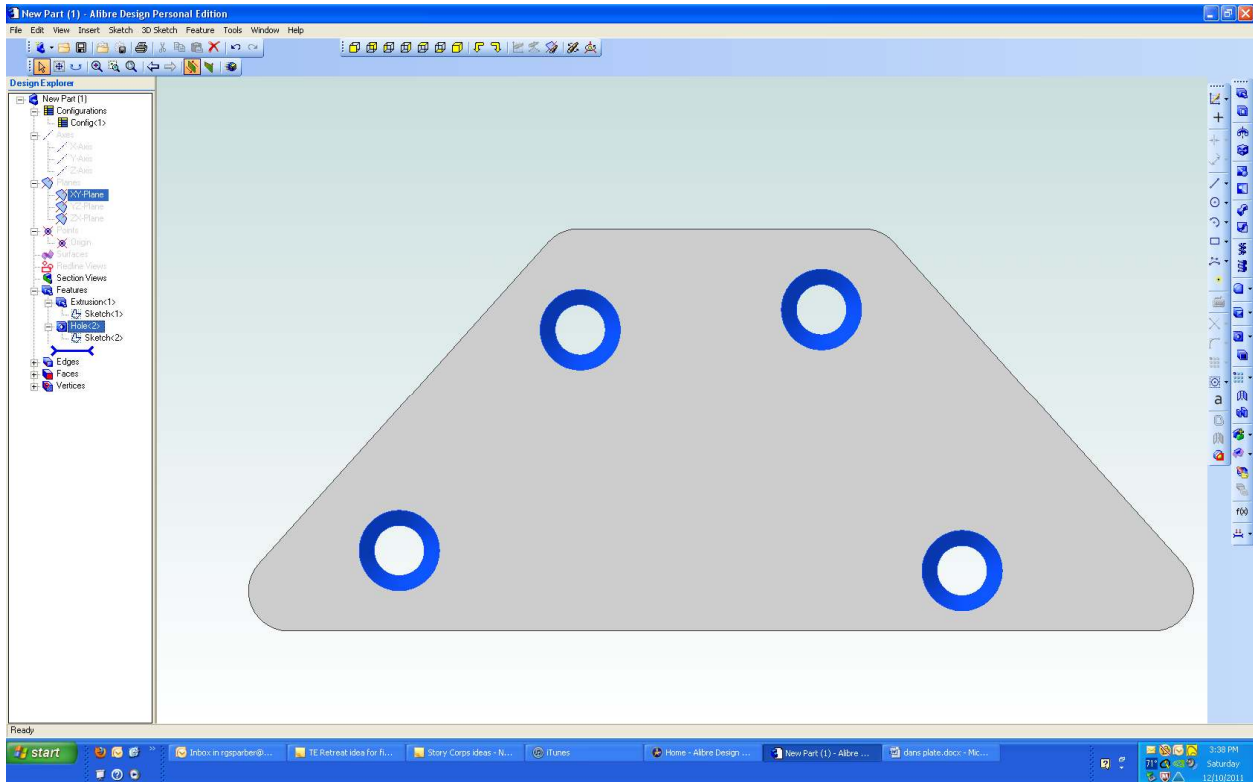 New Part (1) - Alibre Design Personal Edition
File Edit View Insert Sketch 3D Sketch Feature Tools Window Help
Design Explorer
New Part (1)
Configurations
Config<1>
Axes
X-Axis
Y-Axis
Z-Axis
Planes
XY-Plane
YZ-Plane
ZX-Plane
Points
Origin
Surfaces
Redline Views
Section Views
Features
Extrusion<1>
Sketch<1>
Hole<2>
Sketch<2>
Edges
Faces
Vertices
a
f(x)
Ready
start
Inbox in rgsparber@...
TE Retreat idea for fi...
Story Corps ideas - N...
iTunes
Home - Alibre Design ...
New Part (1) - Alibre ...
dans plate.docx - Mic...
3:38 PM
71° Saturday
12/10/2011